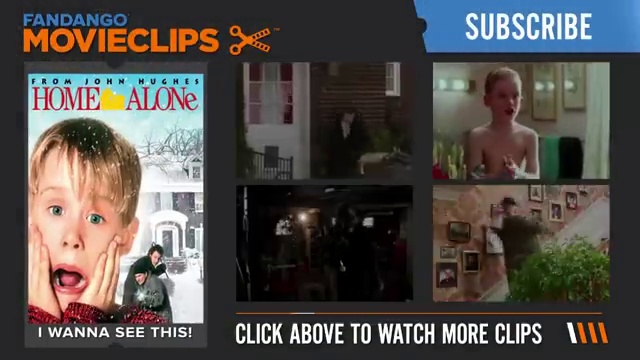 FANDANGO
MOVIECLIPS
SUBSCRIBE
FROM JOHN HUGHES
HOME ALONe
I WANNA SEE THIS!
CLICK ABOVE TO WATCH MORE CLIPS